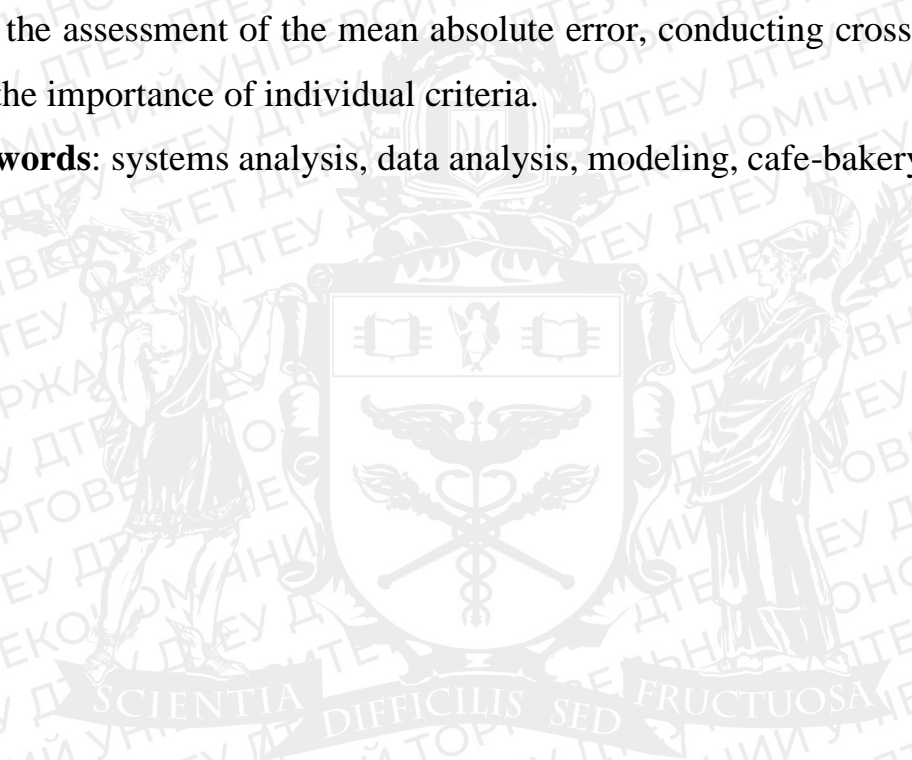 the assessment of the mean absolute error, conducting cross
the importance of individual criteria.
words: systems analysis, data analysis, modeling, cafe-bakery
SCIENTIA DIFFICILIS SED FRUCTUOSA